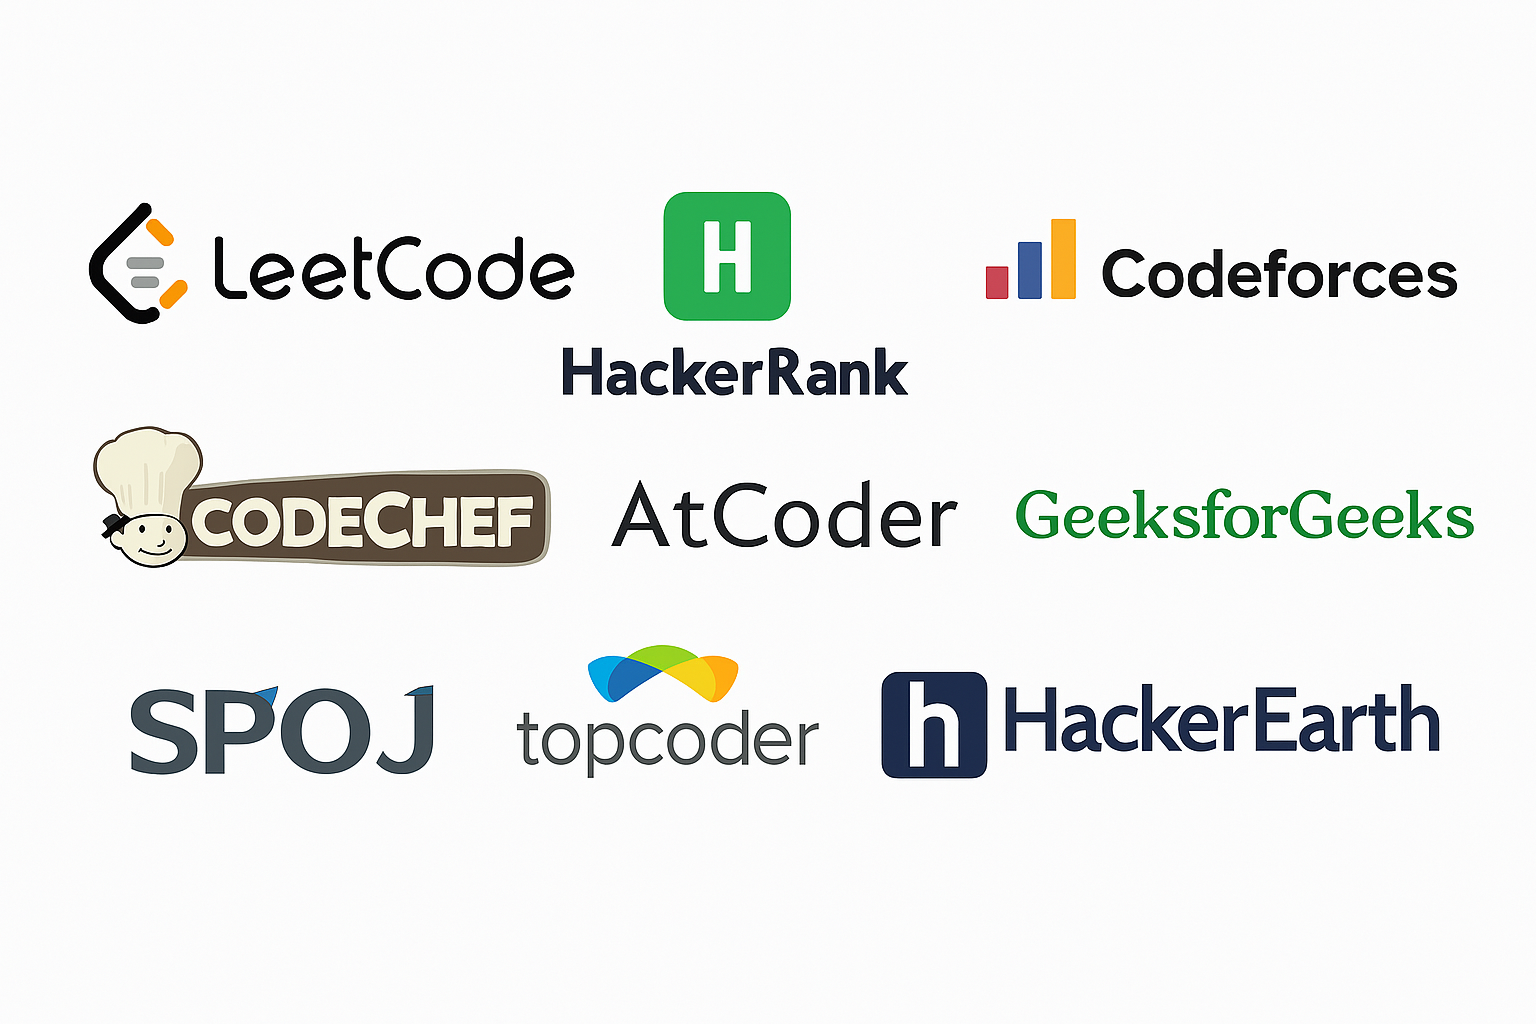 LeetCode
H
HackerRank
Codeforces
CODECHEF
AtCoder
GeeksforGeeks
SPOJ
topcoder
h HackerEarth